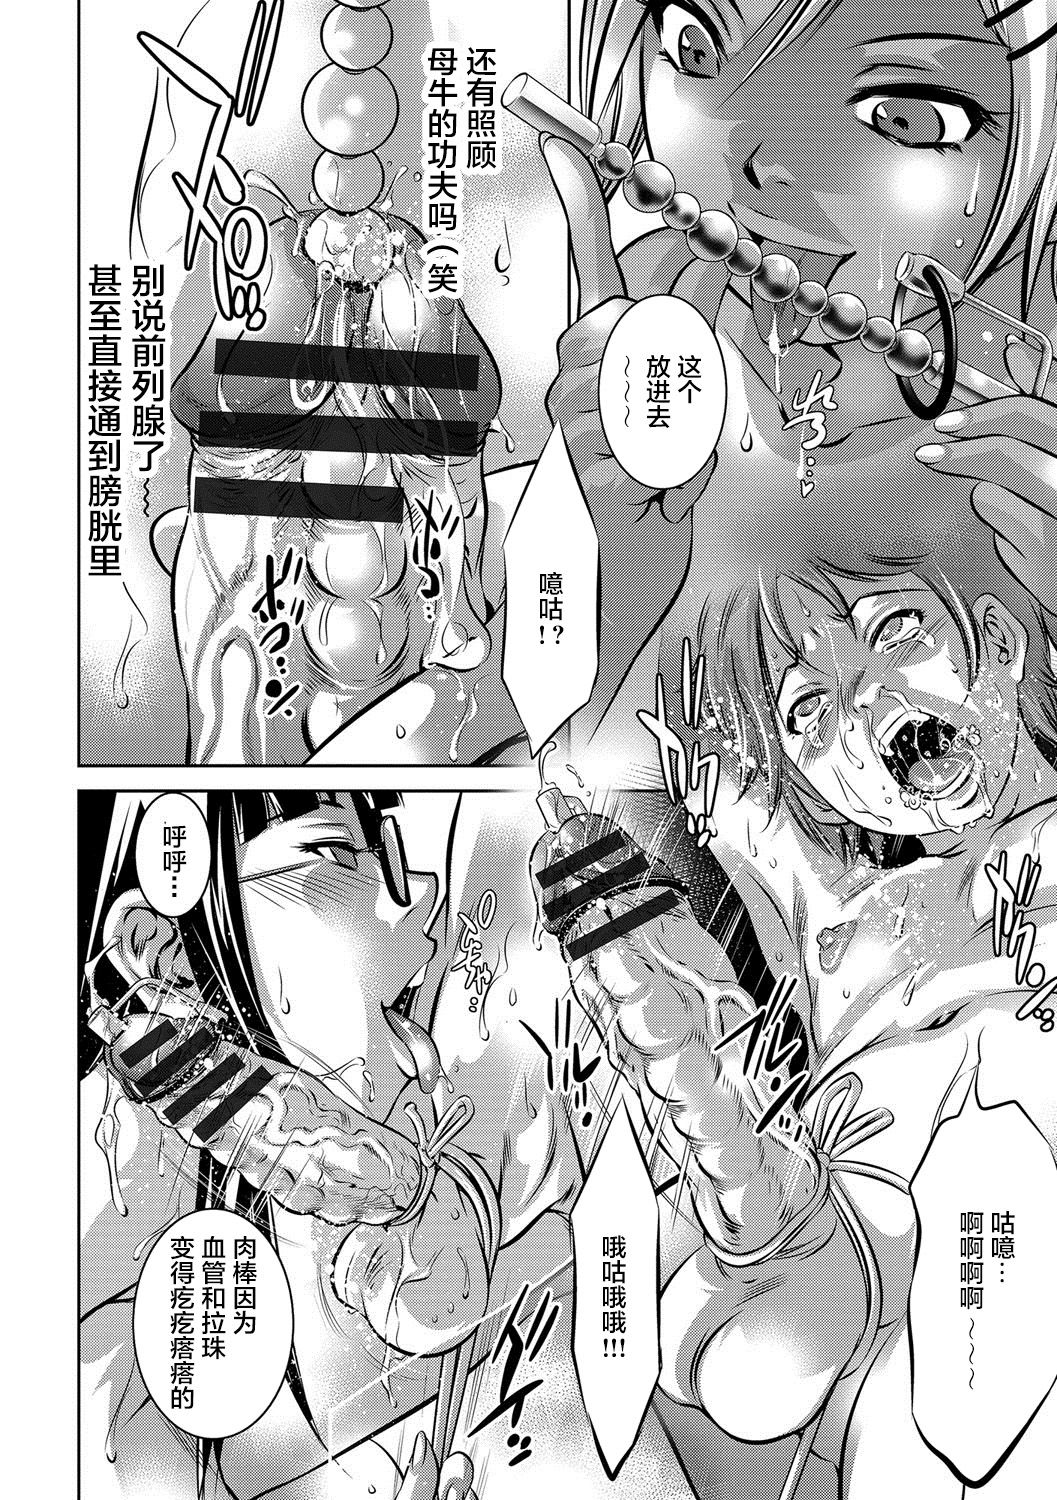 这个
放进去
~~~
还有照顾
母牛的功夫吗(笑
别说前列腺了~
甚至直接通到膀胱里
噫咕!?
咕噫…
啊啊啊啊
~~~~
哦咕哦哦!!!
呼呼…
肉棒因为
血管和拉珠
变得疙疙瘩瘩的